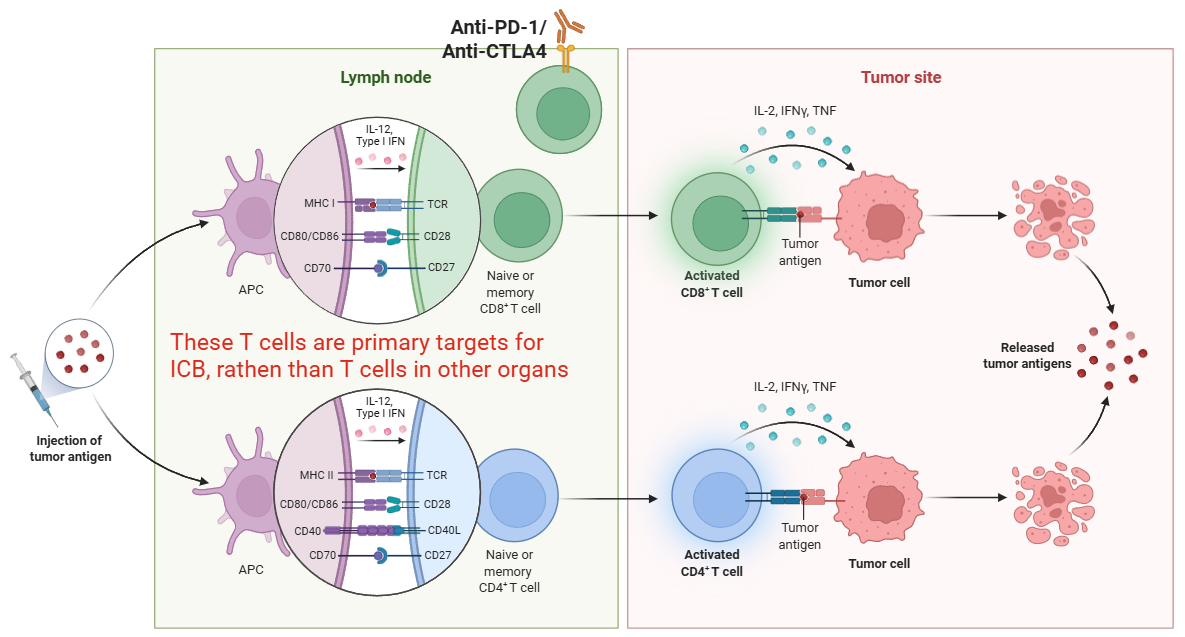 Anti-PD-1/
Anti-CTLA4
Lymph node
Tumor site
IL-12,
Type I IFN
MHC I
TCR
CD80/CD86
CD28
CD70
CD27
APC
Naive or
memory
CD8⁺ T cell
IL-2, IFNγ, TNF
Tumor
antigen
Activated
CD8⁺ T cell
Tumor cell
These T cells are primary targets for
ICB, rathen than T cells in other organs
Injection of
tumor antigen
Released
tumor antigens
IL-12,
Type I IFN
MHC II
TCR
CD80/CD86
CD28
CD40
CD40L
CD70
CD27
APC
Naive or
memory
CD4⁺ T cell
IL-2, IFNγ, TNF
Tumor
antigen
Activated
CD4⁺ T cell
Tumor cell